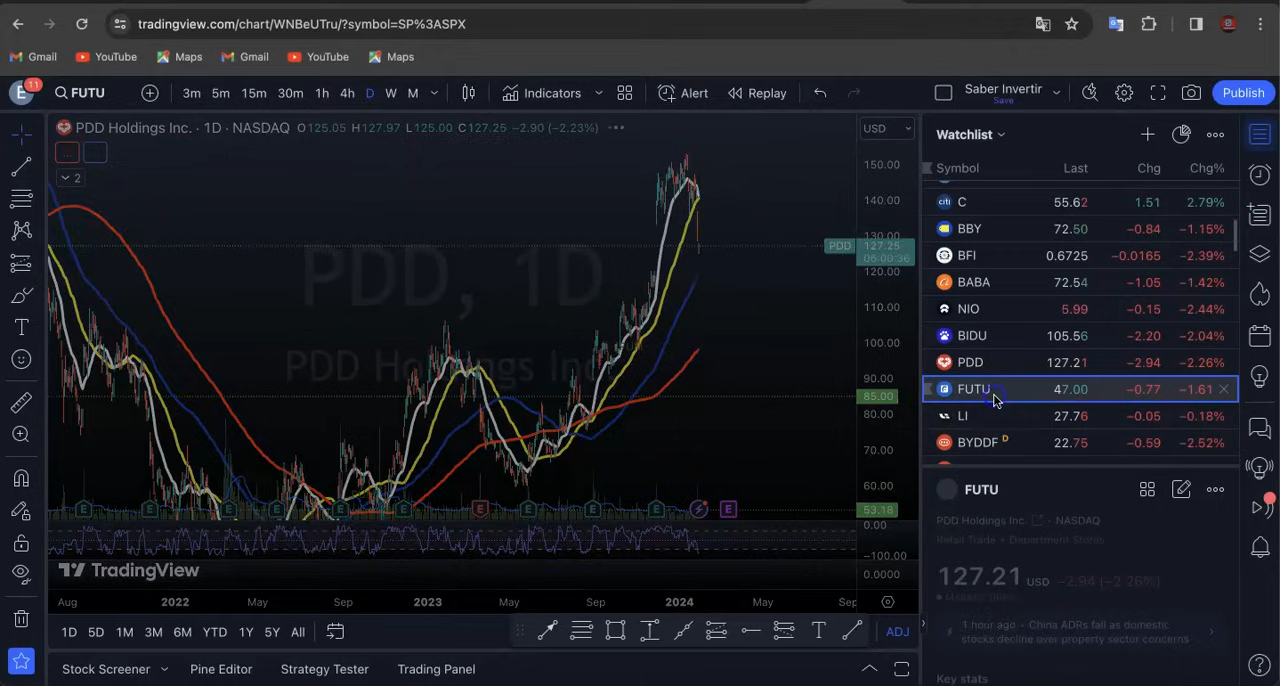 tradingview.com/chart/WNBeUTru/?symbol=SP%3ASPX
Gmail YouTube Maps Gmail YouTube Maps
E 11 FUTU 3m 5m 15m 30m 1h 4h D W M Indicators Alert Replay Saber Invertir Save Publish
PDD Holdings Inc. · 1D · NASDAQ O125.05 H127.97 L125.00 C127.25 −2.90 (−2.23%)
USD
2
PDD, 1D
PDD Holdings Inc
150.00
140.00
130.00
PDD 127.25
06:00:36
120.00
110.00
100.00
90.00
85.00
80.00
70.00
60.00
53.18
0.00
−100.00
0.0000
E E E E E E E E E E E
TradingView
Aug 2022 May Sep 2023 May Sep 2024 May Sep
1D 5D 1M 3M 6M YTD 1Y 5Y All ADJ
Stock Screener Pine Editor Strategy Tester Trading Panel
Watchlist
Symbol Last Chg Chg%
citi C 55.62 1.51 2.79%
BBY 72.50 −0.84 −1.15%
BFI 0.6725 −0.0165 −2.39%
BABA 72.54 −1.05 −1.42%
NIO 5.99 −0.15 −2.44%
BIDU 105.56 −2.20 −2.04%
PDD 127.21 −2.94 −2.26%
FUTU 47.00 −0.77 −1.61
LI 27.76 −0.05 −0.18%
BYDDF D 22.75 −0.59 −2.52%
FUTU
PDD Holdings Inc. · NASDAQ
Retail Trade • Department Stores
127.21 USD −2.94 (−2.26%)
1 hour ago · China ADRs fall as domestic
stocks decline over property sector concerns
Key stats